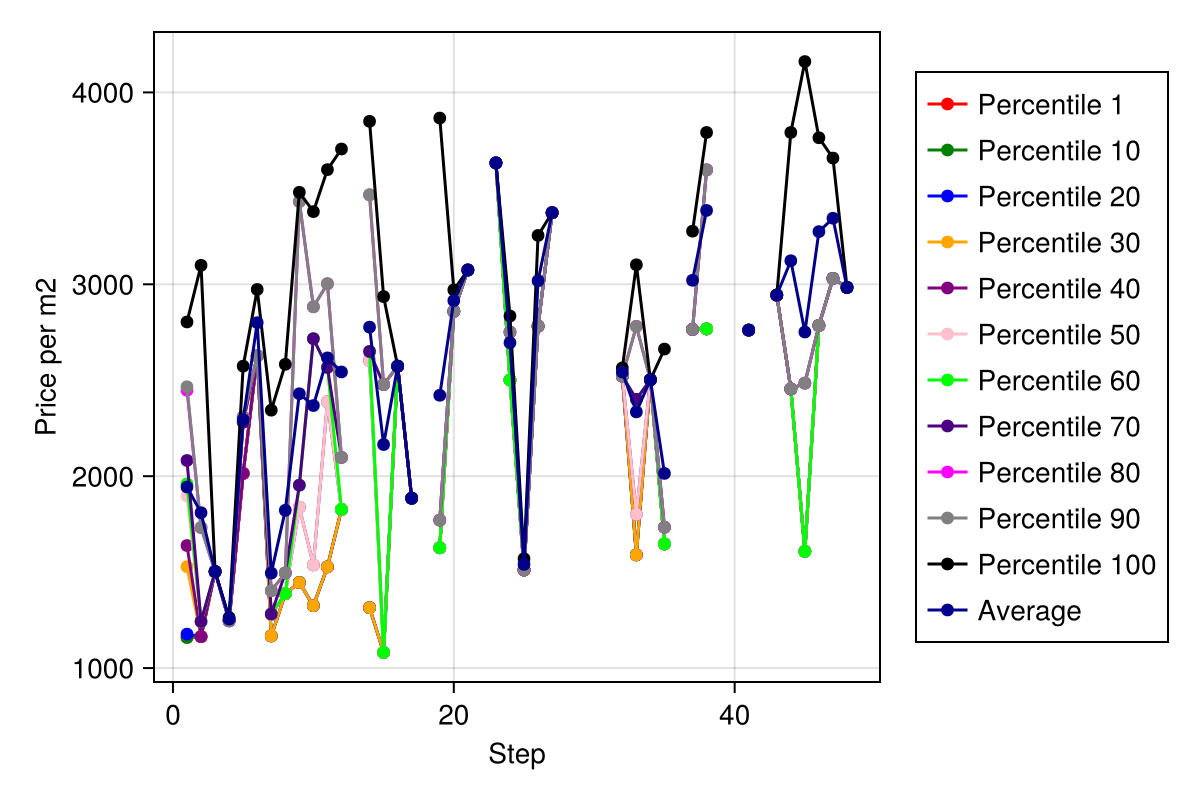 4000
3000
2000
1000
Price per m2
0
20
40
Step
Percentile 1
Percentile 10
Percentile 20
Percentile 30
Percentile 40
Percentile 50
Percentile 60
Percentile 70
Percentile 80
Percentile 90
Percentile 100
Average